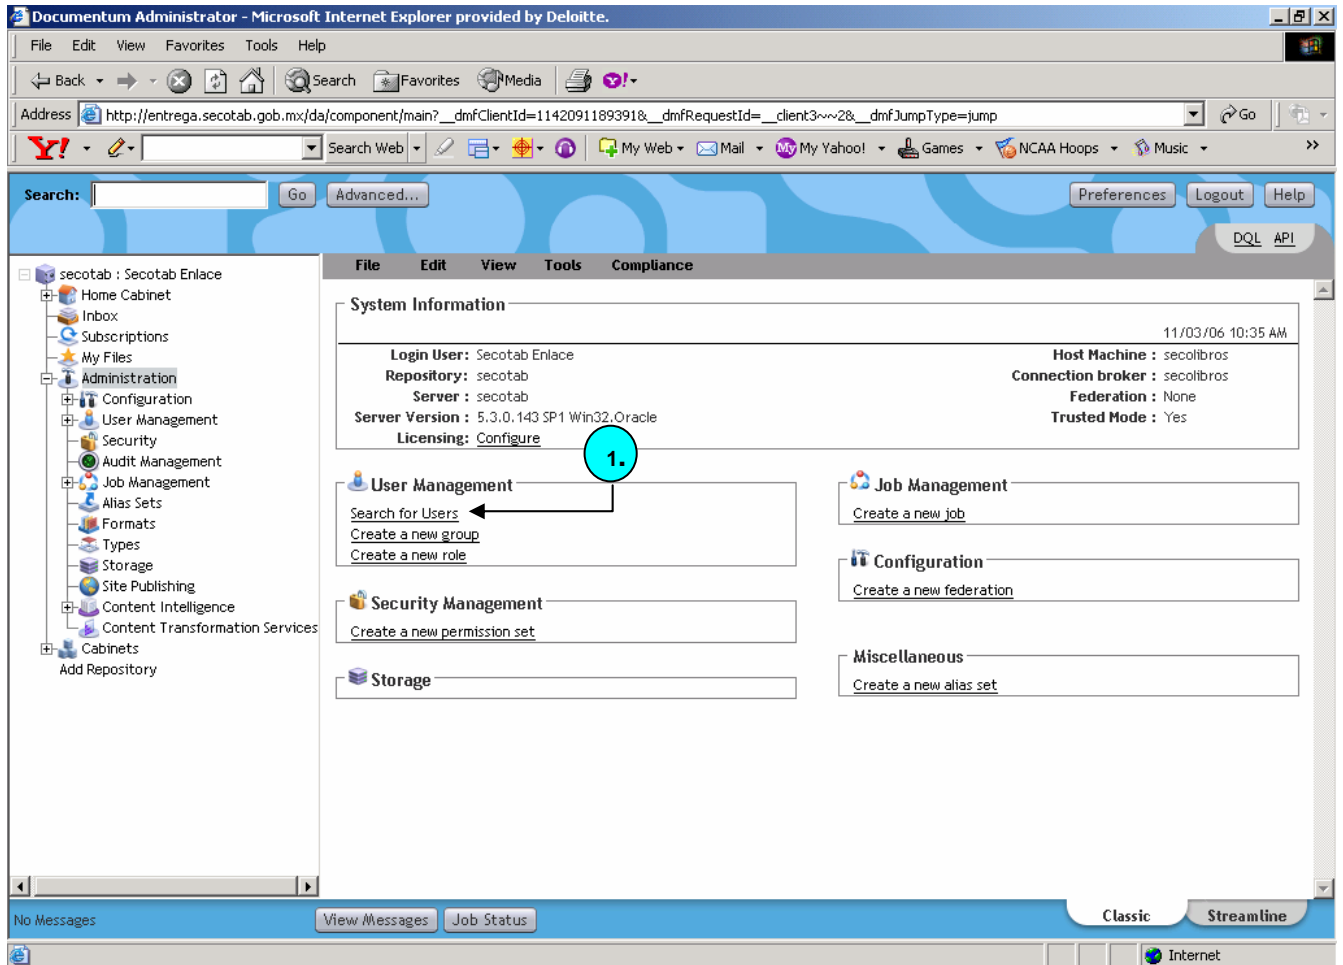 Documentum Administrator - Microsoft Internet Explorer provided by Deloitte.
File Edit View Favorites Tools Help
Back Search Favorites Media
Address http://entrega.secotab.gob.mx/da/component/main?__dmfClientId=1142091189391&__dmfRequestId=__client3~~2&__dmfJumpType=jump Go
Y! Search Web My Web Mail My Yahoo! Games NCAA Hoops Music >>
Search: Go Advanced... Preferences Logout Help
DQL API
File Edit View Tools Compliance
secotab : Secotab Enlace
Home Cabinet
Inbox
Subscriptions
My Files
Administration
Configuration
User Management
Security
Audit Management
Job Management
Alias Sets
Formats
Types
Storage
Site Publishing
Content Intelligence
Content Transformation Services
Cabinets
Add Repository
System Information
11/03/06 10:35 AM
Login User: Secotab Enlace
Repository: secotab
Server : secotab
Server Version : 5.3.0.143 SP1 Win32.Oracle
Licensing: Configure
Host Machine : secolibros
Connection broker : secolibros
Federation : None
Trusted Mode : Yes
1.
User Management
Search for Users
Create a new group
Create a new role
Security Management
Create a new permission set
Storage
Job Management
Create a new job
Configuration
Create a new federation
Miscellaneous
Create a new alias set
No Messages View Messages Job Status Classic Streamline
Internet